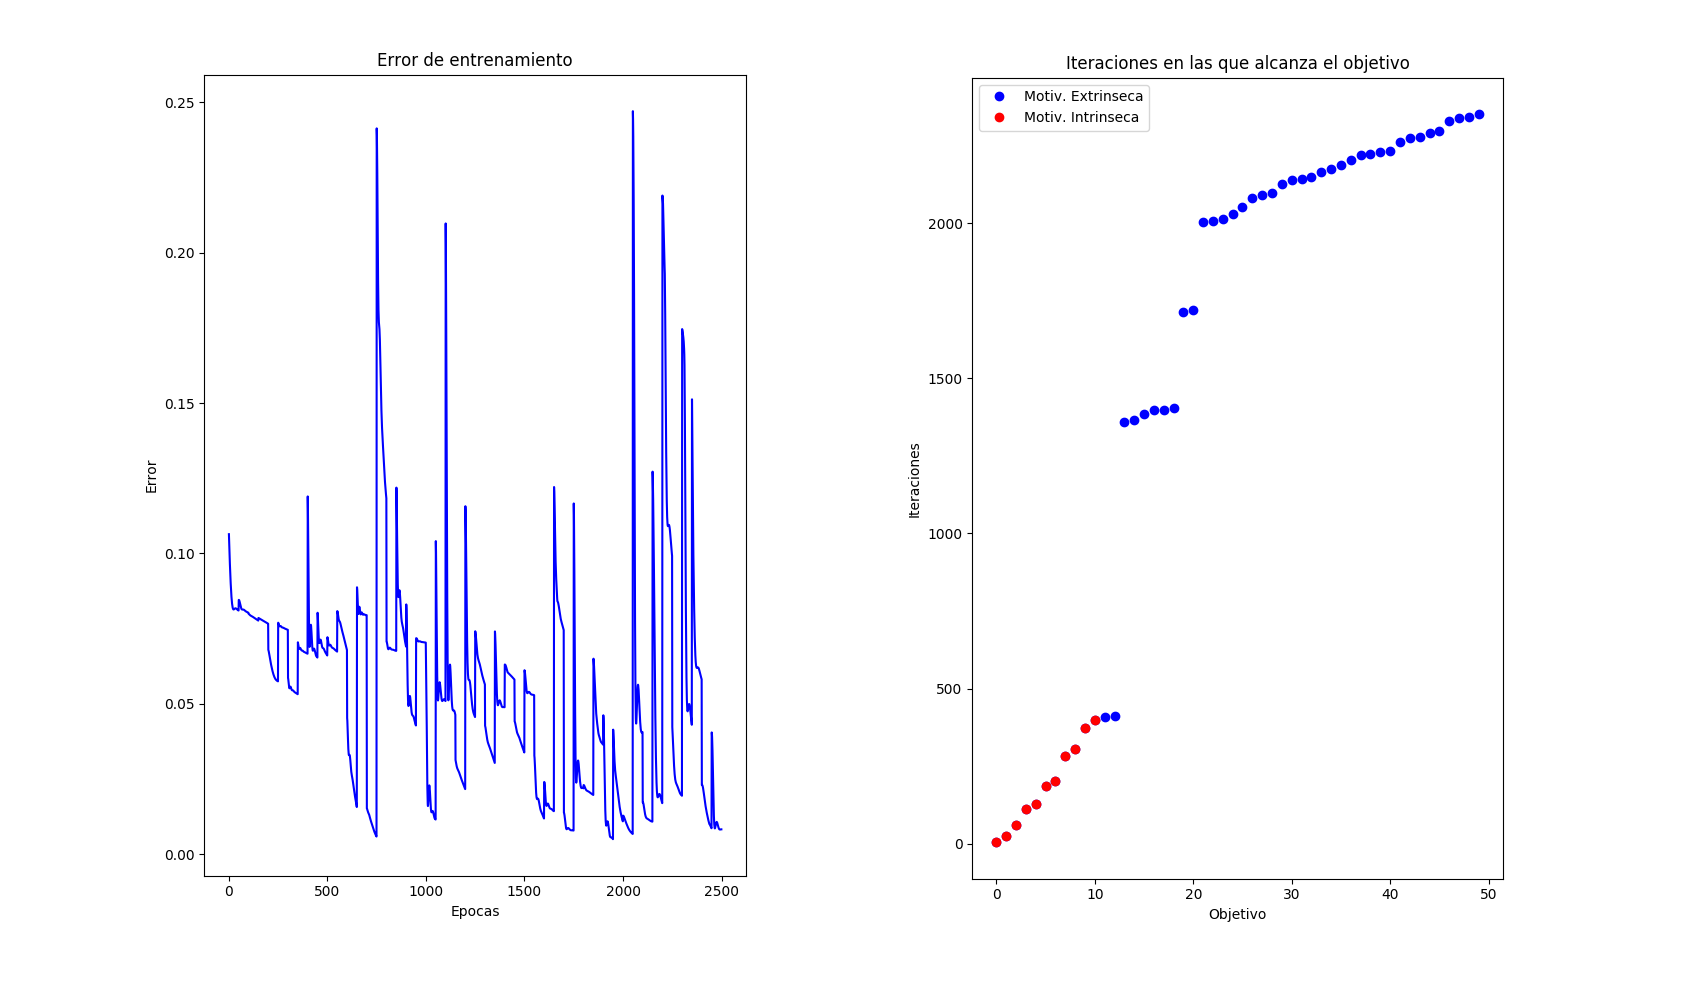 Error de entrenamiento
0.25
0.20
0.15
0.10
0.05
0.00
Error
0 500 1000 1500 2000 2500
Epocas
Iteraciones en las que alcanza el objetivo
Motiv. Extrinseca
Motiv. Intrinseca
2000
1500
1000
500
0
Iteraciones
0 10 20 30 40 50
Objetivo